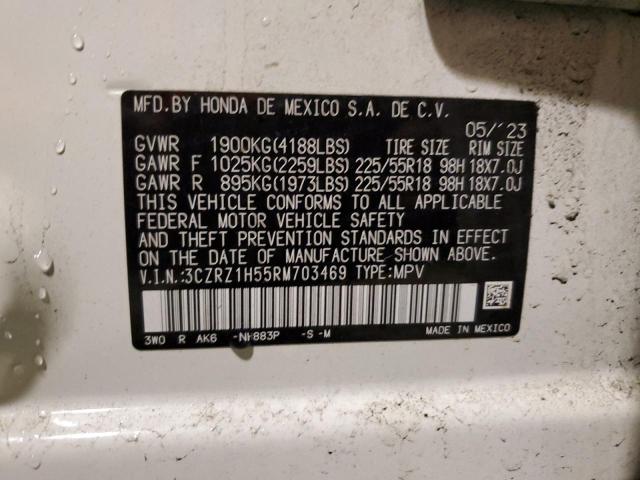 MFD.BY HONDA DE MEXICO S.A. DE C.V.
05/'23
GVWR 1900KG(4188LBS) TIRE SIZE RIM SIZE
GAWR F 1025KG(2259LBS) 225/55R18 98H 18X7.0J
GAWR R 895KG(1973LBS) 225/55R18 98H 18X7.0J
THIS VEHICLE CONFORMS TO ALL APPLICABLE
FEDERAL MOTOR VEHICLE SAFETY
AND THEFT PREVENTION STANDARDS IN EFFECT
ON THE DATE OF MANUFACTURE SHOWN ABOVE.
V.I.N.:3CZRZ1H55RM703469 TYPE:MPV
3W0 R AK6 -NH883P -S -M MADE IN MEXICO